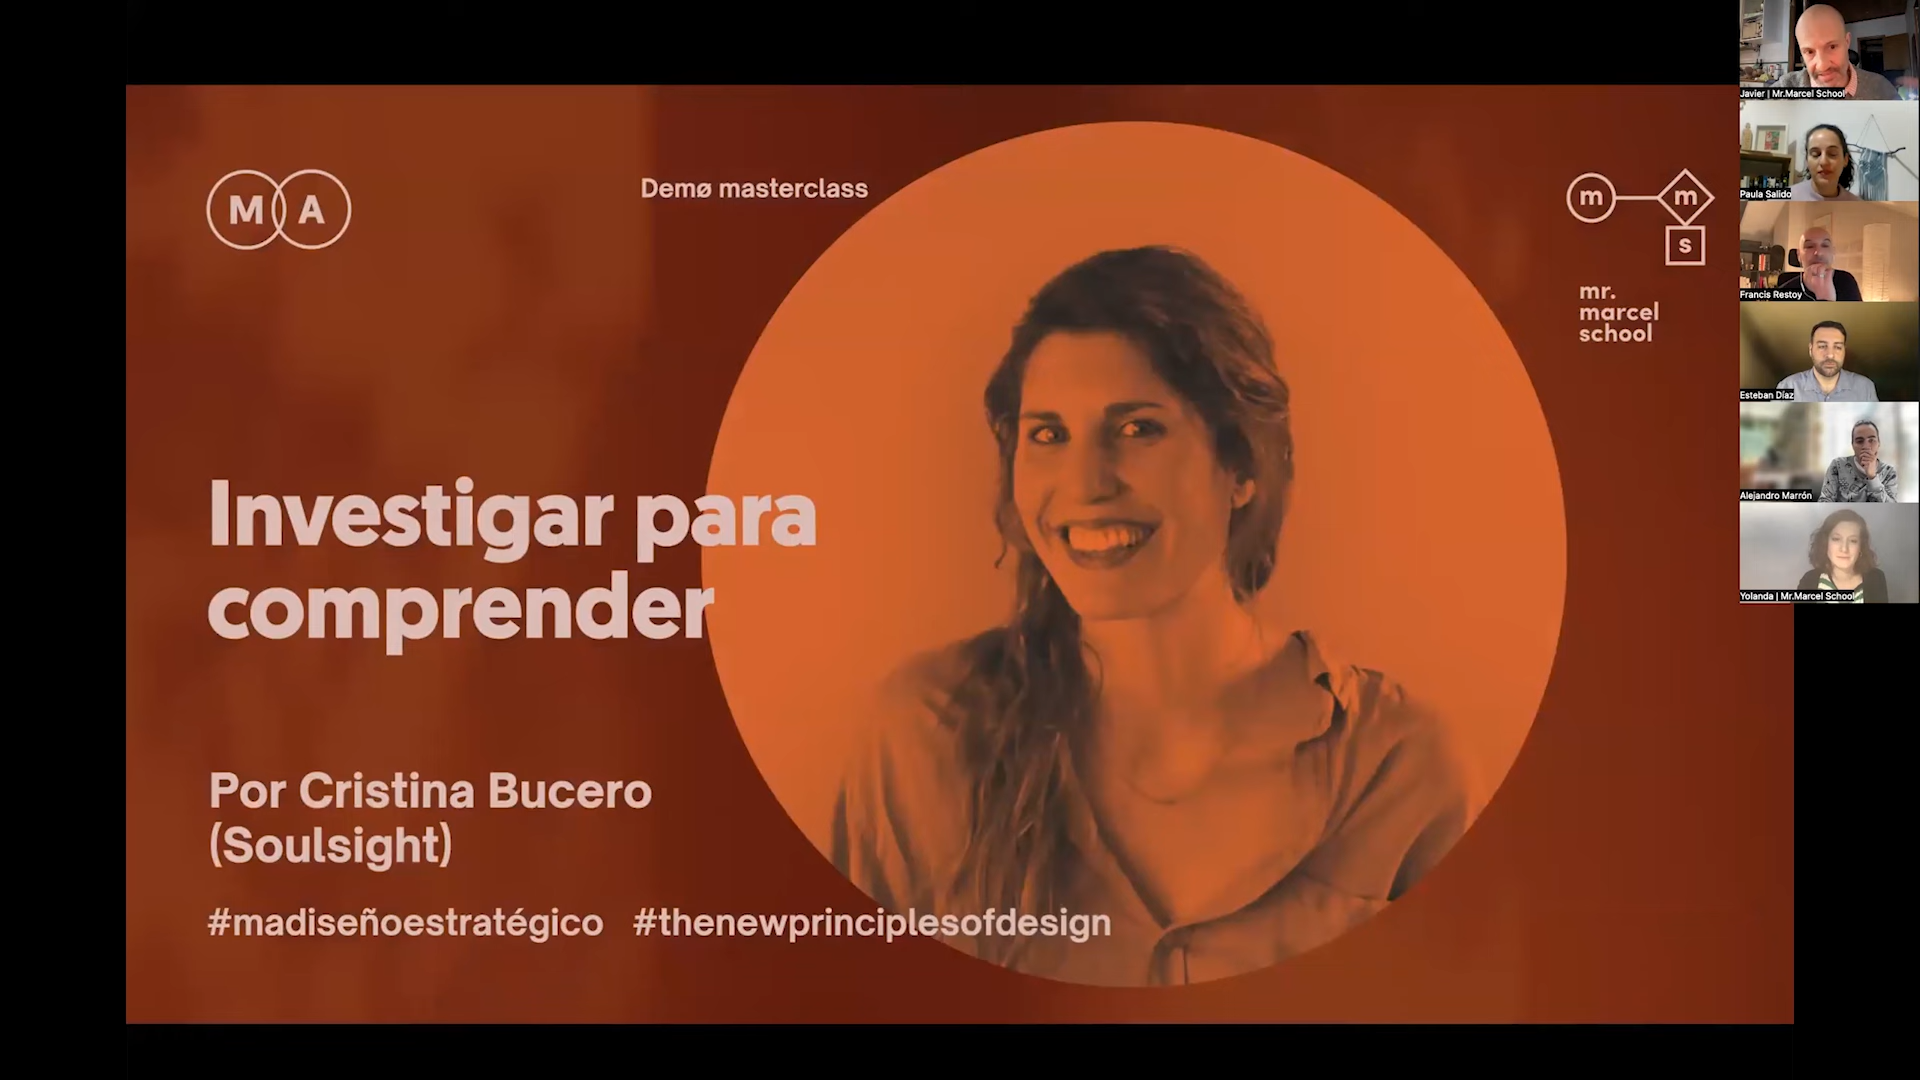 M A
Demø masterclass
m m
s
mr.
marcel
school
Investigar para
comprender
Por Cristina Bucero
(Soulsight)
#madiseñoestratégico #thenewprinciplesofdesign
Javier | Mr.Marcel School
Paula Salido
Francis Restoy
Esteban Díaz
Alejandro Marrón
Yolanda | Mr.Marcel School